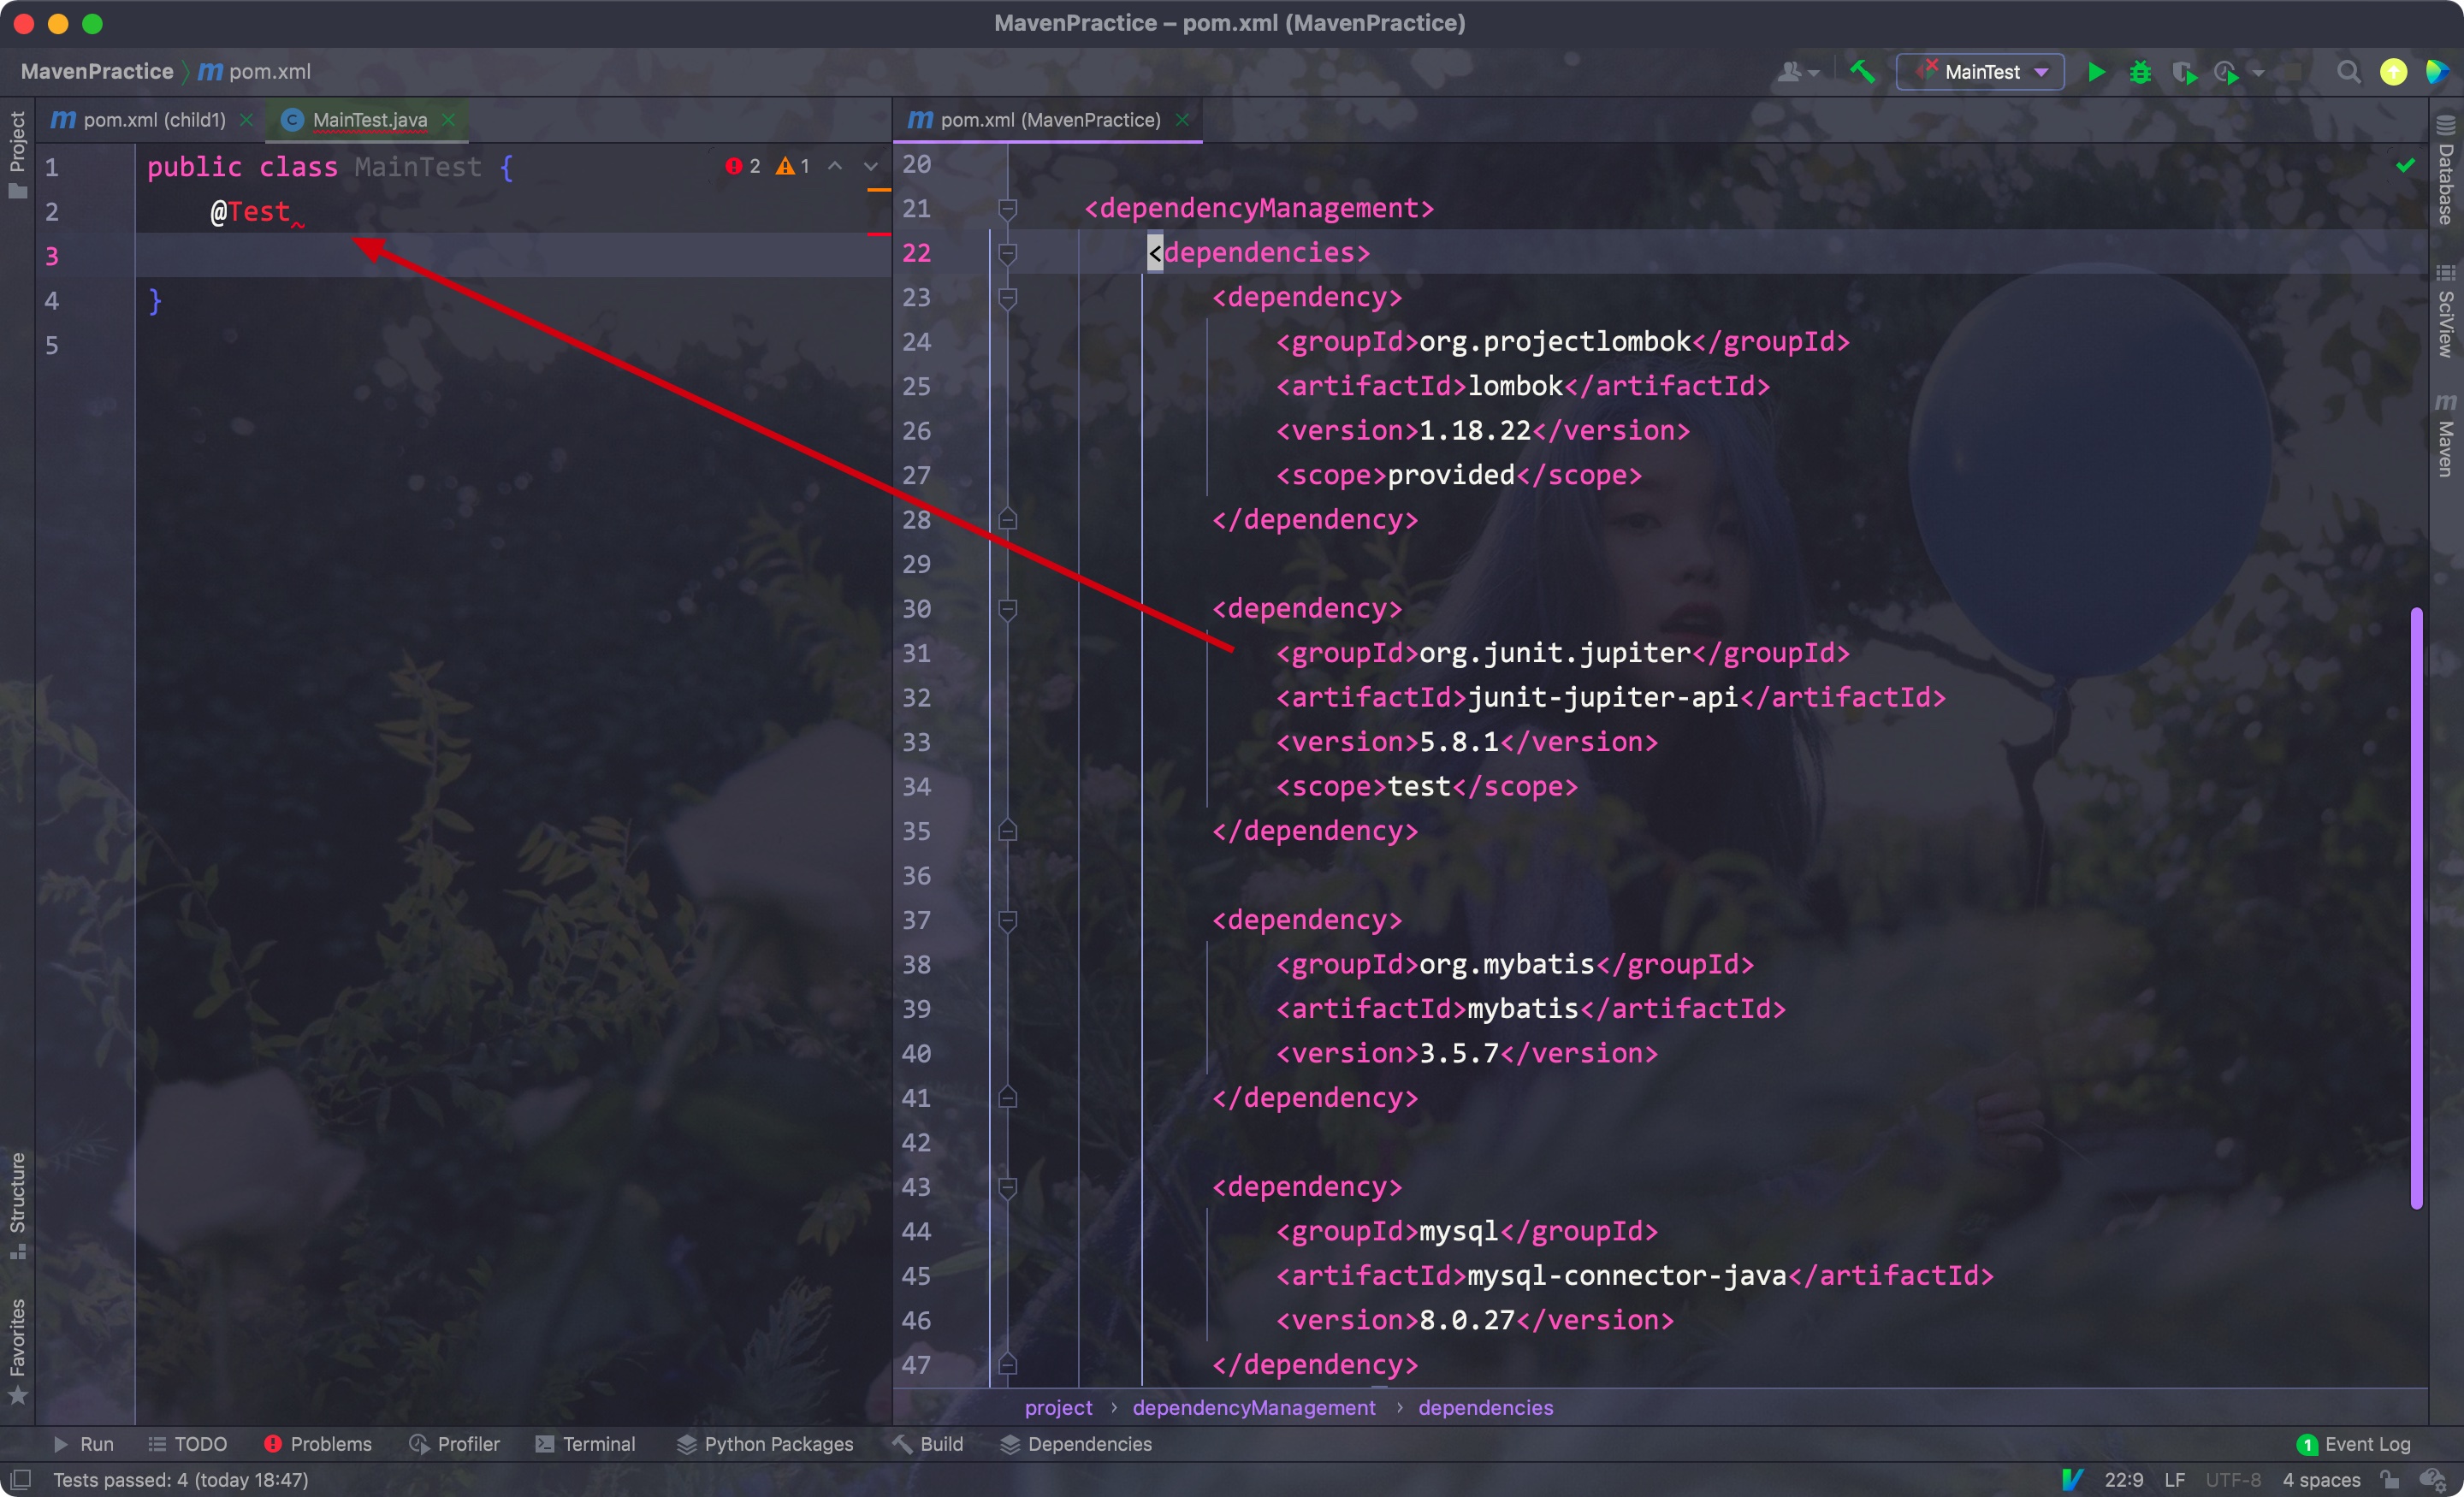 MavenPractice – pom.xml (MavenPractice)
MavenPractice pom.xml
MainTest
Project
pom.xml (child1)
MainTest.java
pom.xml (MavenPractice)
1 public class MainTest {
2 1
2 @Test
3
4 }
5
20
21 <dependencyManagement>
22 <dependencies>
23 <dependency>
24 <groupId>org.projectlombok</groupId>
25 <artifactId>lombok</artifactId>
26 <version>1.18.22</version>
27 <scope>provided</scope>
28 </dependency>
29
30 <dependency>
31 <groupId>org.junit.jupiter</groupId>
32 <artifactId>junit-jupiter-api</artifactId>
33 <version>5.8.1</version>
34 <scope>test</scope>
35 </dependency>
36
37 <dependency>
38 <groupId>org.mybatis</groupId>
39 <artifactId>mybatis</artifactId>
40 <version>3.5.7</version>
41 </dependency>
42
43 <dependency>
44 <groupId>mysql</groupId>
45 <artifactId>mysql-connector-java</artifactId>
46 <version>8.0.27</version>
47 </dependency>
project › dependencyManagement › dependencies
Database
SciView
Maven
Structure
Favorites
Run TODO Problems Profiler Terminal Python Packages Build Dependencies 1 Event Log
Tests passed: 4 (today 18:47) 22:9 LF UTF-8 4 spaces